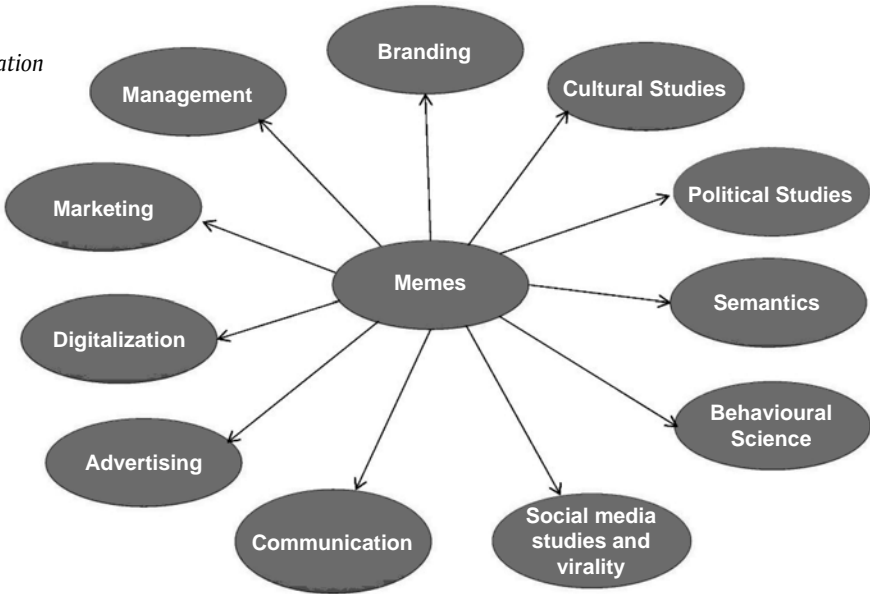 Branding
Management
Cultural Studies
Marketing
Political Studies
Memes
Semantics
Digitalization
Behavioural
Science
Advertising
Social media
studies and
virality
Communication